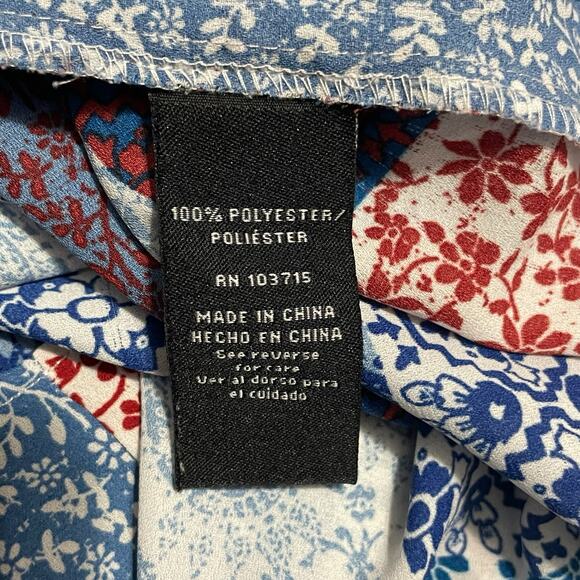 100% POLYESTER/
POLIÉSTER
RN 103715
MADE IN CHINA
HECHO EN CHINA
See reverse
for care
Ver al dorso para
el cuidado